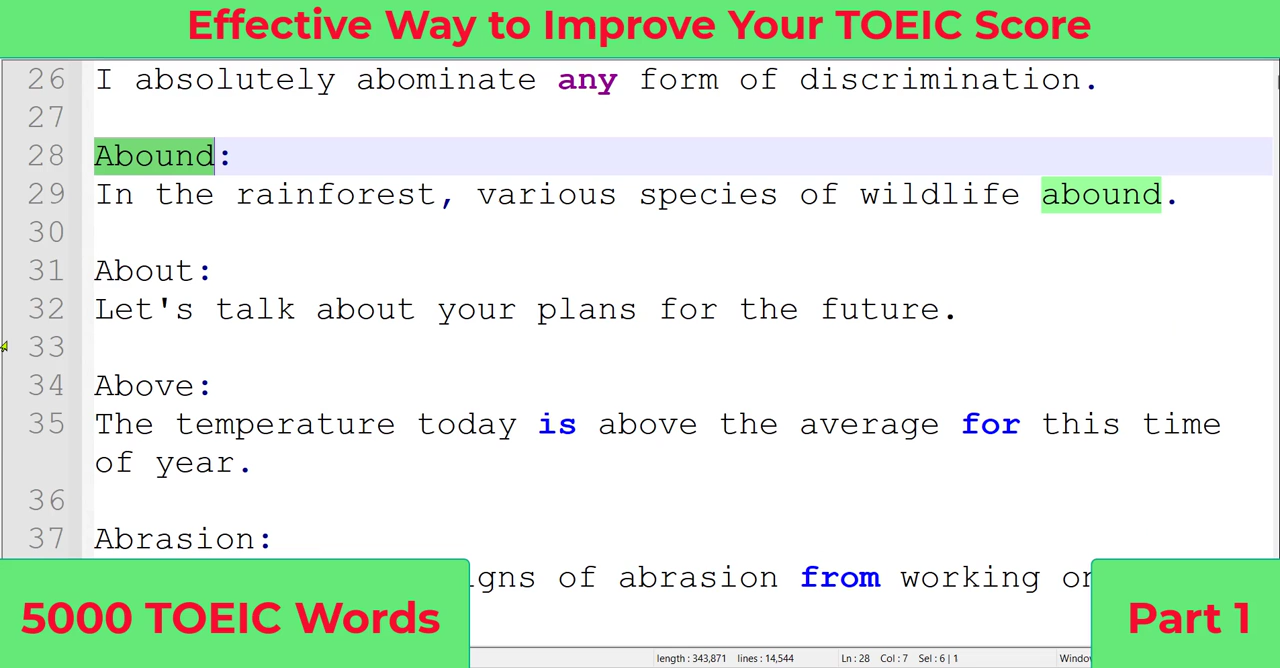 Effective Way to Improve Your TOEIC Score
26 I absolutely abominate any form of discrimination.
27
28 Abound:
29 In the rainforest, various species of wildlife abound.
30
31 About:
32 Let's talk about your plans for the future.
33
34 Above:
35 The temperature today is above the average for this time
of year.
36
37 Abrasion:
of abrasion from working
5000 TOEIC Words
Part 1
length : 343,871 lines : 14,544 Ln : 28 Col : 7 Sel : 6 | 1